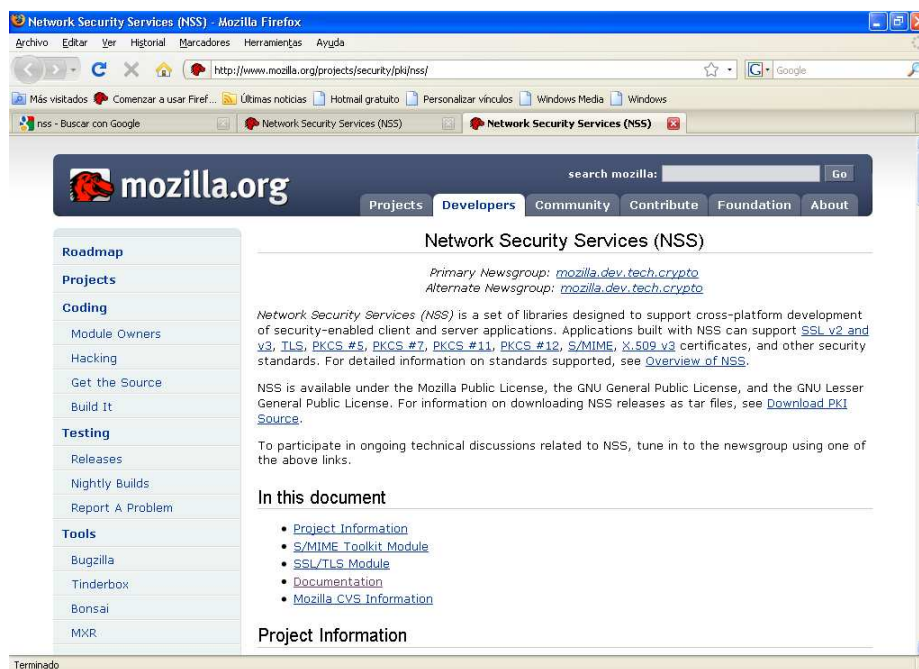 Network Security Services (NSS) - Mozilla Firefox
Archivo Editar Ver Historial Marcadores Herramientas Ayuda
http://www.mozilla.org/projects/security/pki/nss/
G Google
Más visitados Comenzar a usar Firef... Últimas noticias Hotmail gratuito Personalizar vínculos Windows Media Windows
nss - Buscar con Google Network Security Services (NSS) Network Security Services (NSS)
mozilla.org
search mozilla: Go
Projects Developers Community Contribute Foundation About
Roadmap
Projects
Coding
Module Owners
Hacking
Get the Source
Build It
Testing
Releases
Nightly Builds
Report A Problem
Tools
Bugzilla
Tinderbox
Bonsai
MXR
Network Security Services (NSS)
Primary Newsgroup: mozilla.dev.tech.crypto
Alternate Newsgroup: mozilla.dev.tech.crypto
Network Security Services (NSS) is a set of libraries designed to support cross-platform development
of security-enabled client and server applications. Applications built with NSS can support SSL v2 and
v3, TLS, PKCS #5, PKCS #7, PKCS #11, PKCS #12, S/MIME, X.509 v3 certificates, and other security
standards. For detailed information on standards supported, see Overview of NSS.
NSS is available under the Mozilla Public License, the GNU General Public License, and the GNU Lesser
General Public License. For information on downloading NSS releases as tar files, see Download PKI
Source.
To participate in ongoing technical discussions related to NSS, tune in to the newsgroup using one of
the above links.
In this document
• Project Information
• S/MIME Toolkit Module
• SSL/TLS Module
• Documentation
• Mozilla CVS Information
Project Information
Terminado